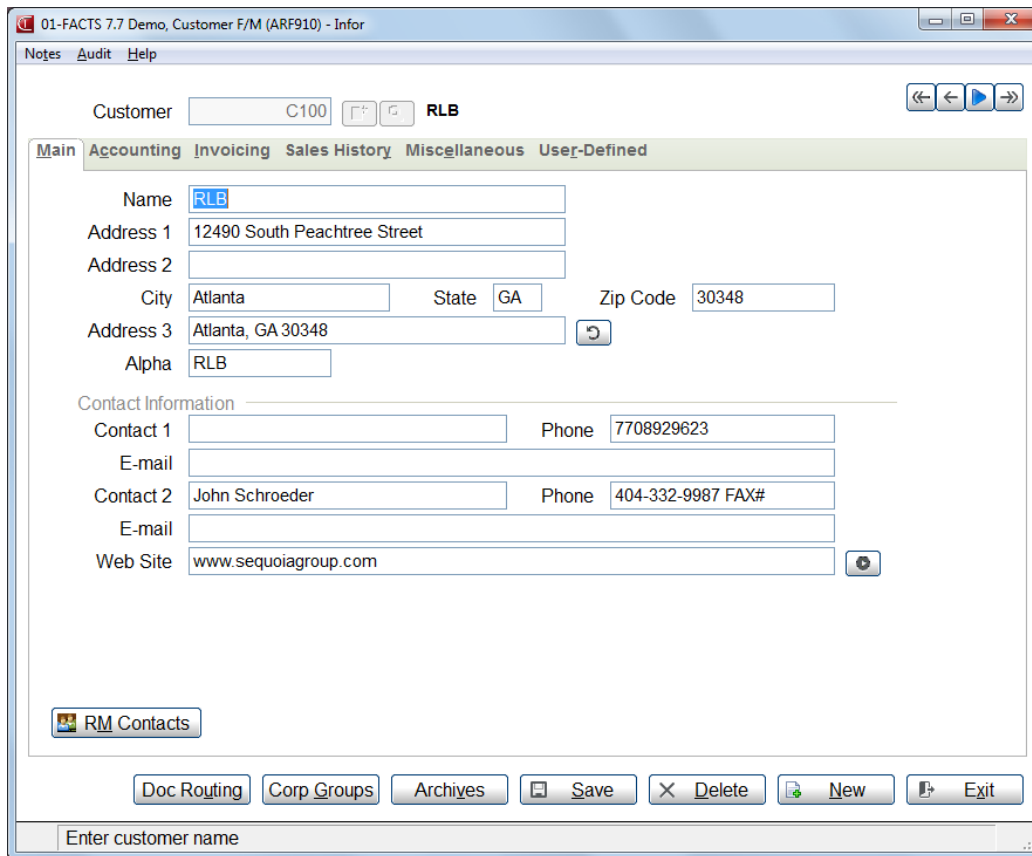 01-FACTS 7.7 Demo, Customer F/M (ARF910) - Infor
Notes Audit Help
Customer C100 RLB
Main Accounting Invoicing Sales History Miscellaneous User-Defined
Name RLB
Address 1 12490 South Peachtree Street
Address 2
City Atlanta State GA Zip Code 30348
Address 3 Atlanta, GA 30348
Alpha RLB
Contact Information
Contact 1 Phone 7708929623
E-mail
Contact 2 John Schroeder Phone 404-332-9987 FAX#
E-mail
Web Site www.sequoiagroup.com
RM Contacts
Doc Routing Corp Groups Archives Save Delete New Exit
Enter customer name